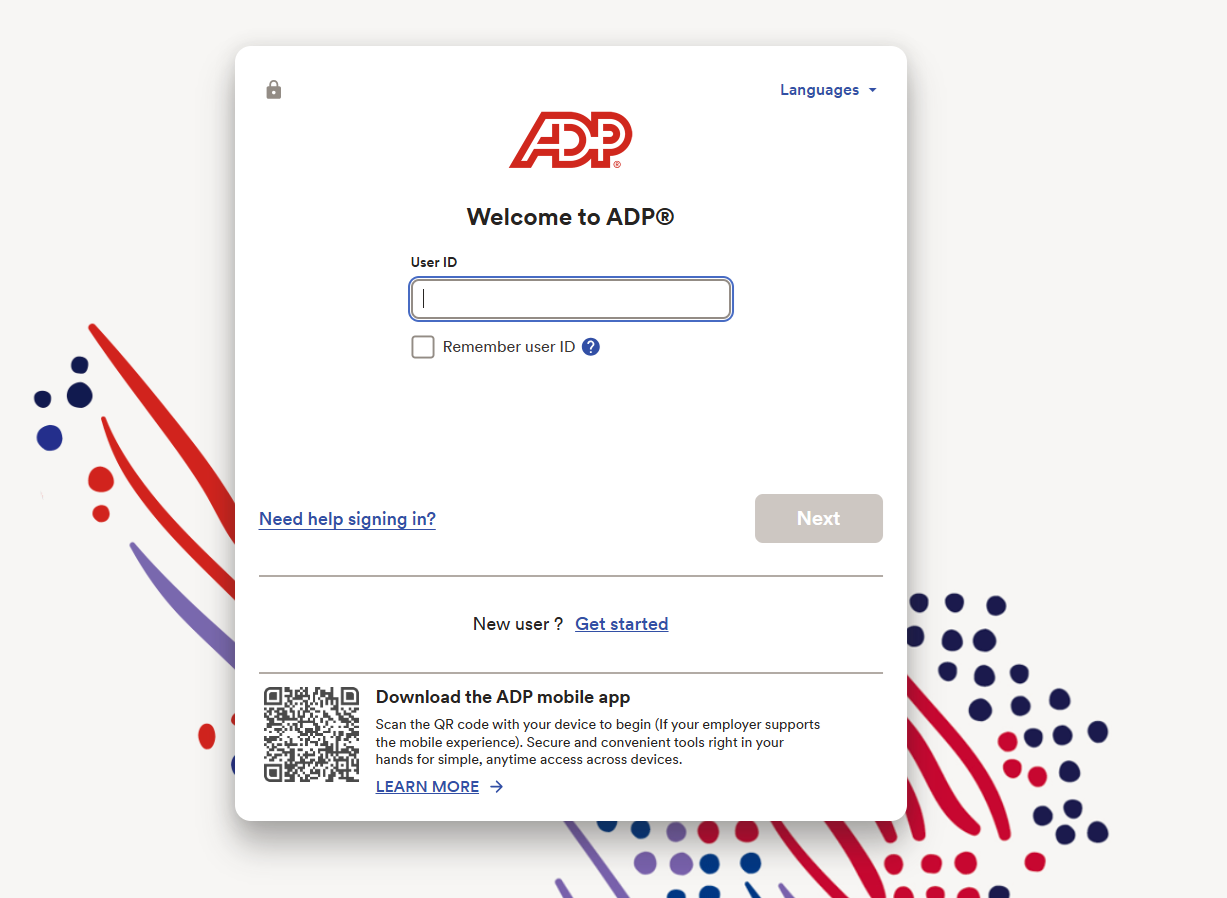 Languages
ADP®
Welcome to ADP®
User ID
Remember user ID ?
Need help signing in?
Next
New user ? Get started
Download the ADP mobile app
Scan the QR code with your device to begin (If your employer supports
the mobile experience). Secure and convenient tools right in your
hands for simple, anytime access across devices.
LEARN MORE →